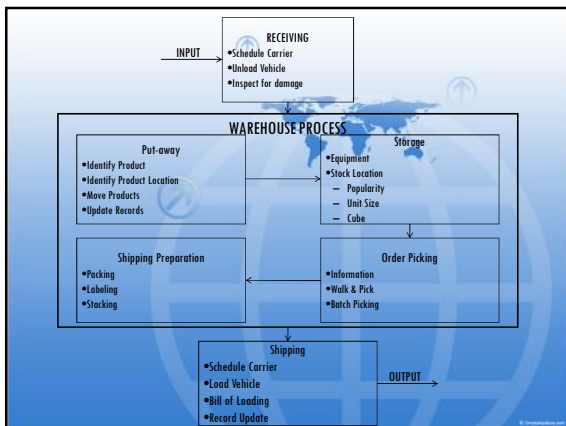 RECEIVING
INPUT
•Schedule Carrier
•Unload Vehicle
•Inspect for damage
WAREHOUSE PROCESS
Put-away
•Identify Product
•Identify Product Location
•Move Products
•Update Records
Storage
•Equipment
•Stock Location
– Popularity
– Unit Size
– Cube
Shipping Preparation
•Packing
•Labeling
•Stacking
Order Picking
•Information
•Walk & Pick
•Batch Picking
Shipping
•Schedule Carrier
•Load Vehicle
•Bill of Loading
•Record Update
OUTPUT